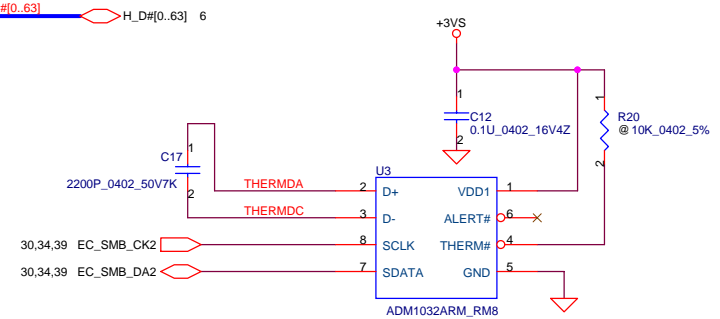 #[0..63]
H_D#[0..63] 6
+3VS
1
C12
0.1U_0402_16V4Z
2
1
R20
@10K_0402_5%
2
C17
1
2200P_0402_50V7K
2
U3
THERMDA 2 D+ VDD1 1
THERMDC 3 D- ALERT# 6
30,34,39 EC_SMB_CK2 8 SCLK THERM# 4
30,34,39 EC_SMB_DA2 7 SDATA GND 5
ADM1032ARM_RM8